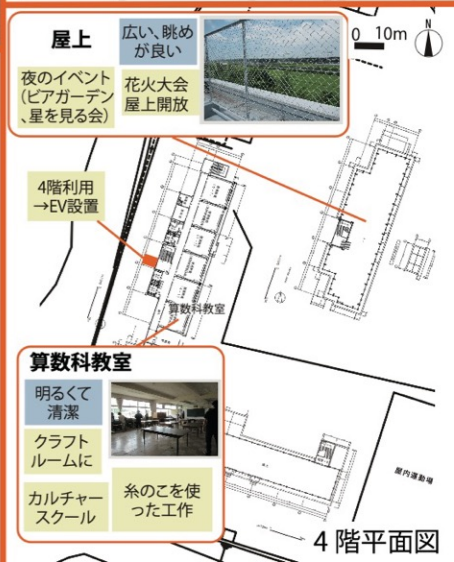 屋上
広い、眺め
が良い
夜のイベント
(ビアガーデン
、星を見る会)
花火大会
屋上開放
0 10m
N
4階利用
→EV設置
算数科教室
算数科教室
明るくて
清潔
クラフト
ルームに
カルチャー
スクール
糸のこを使
った工作
屋内運動場
4階平面図